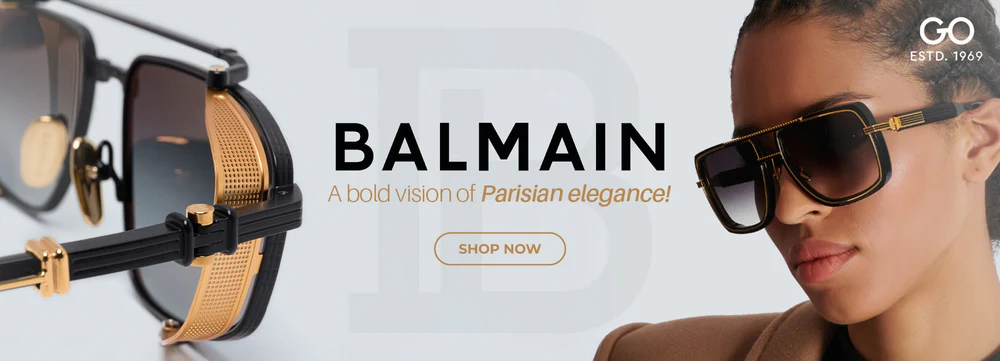 BALMAIN
A bold vision of Parisian elegance!
SHOP NOW
GO
ESTD. 1969